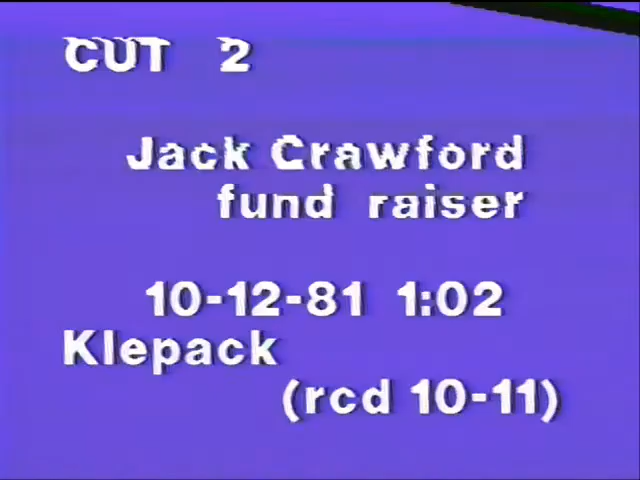 CUT 2
Jack Crawford
fund raiser
10-12-81 1:02
Klepack
(rcd 10-11)